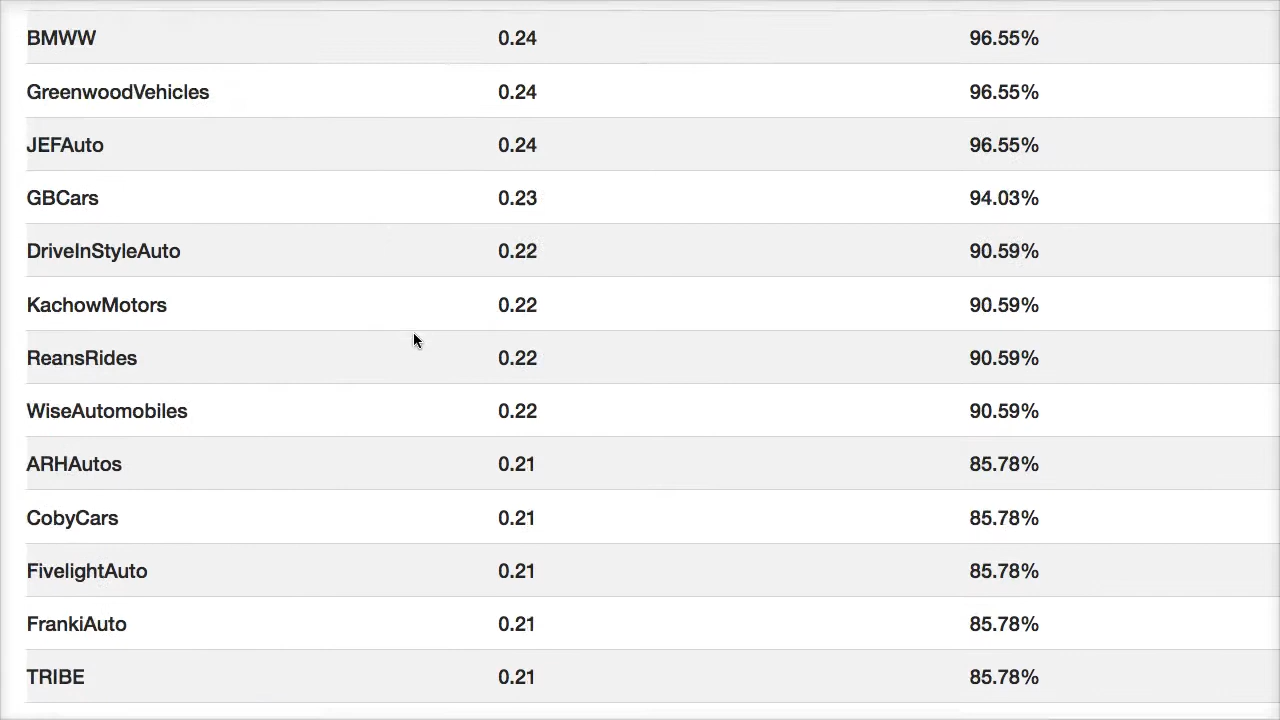 BMWW 0.24 96.55%
GreenwoodVehicles 0.24 96.55%
JEFAuto 0.24 96.55%
GBCars 0.23 94.03%
DriveInStyleAuto 0.22 90.59%
KachowMotors 0.22 90.59%
ReansRides 0.22 90.59%
WiseAutomobiles 0.22 90.59%
ARHAutos 0.21 85.78%
CobyCars 0.21 85.78%
FivelightAuto 0.21 85.78%
FrankiAuto 0.21 85.78%
TRIBE 0.21 85.78%